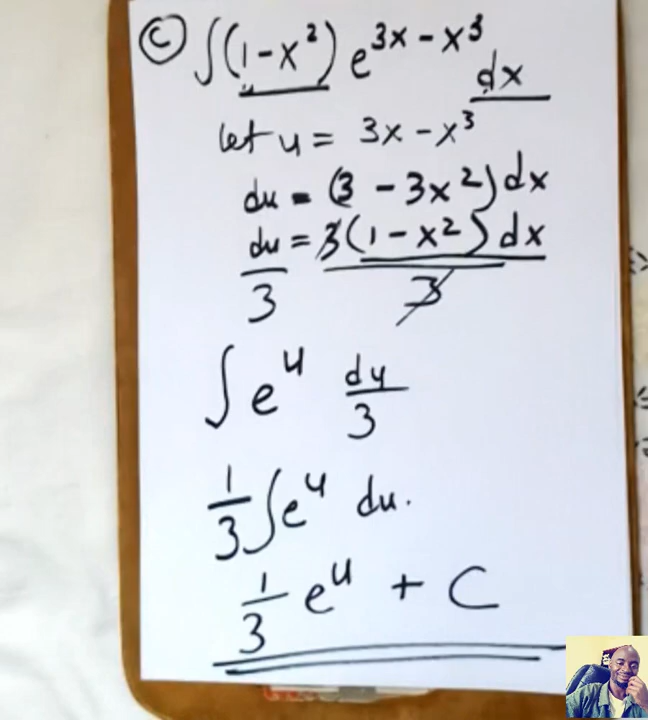 (c) ∫(1-x²) e^(3x-x³) dx
let u = 3x - x³
du = (3 - 3x²) dx
du/3 = 3(1-x²) dx/3
∫e^u du/3
1/3 ∫e^u du.
1/3 e^u + C